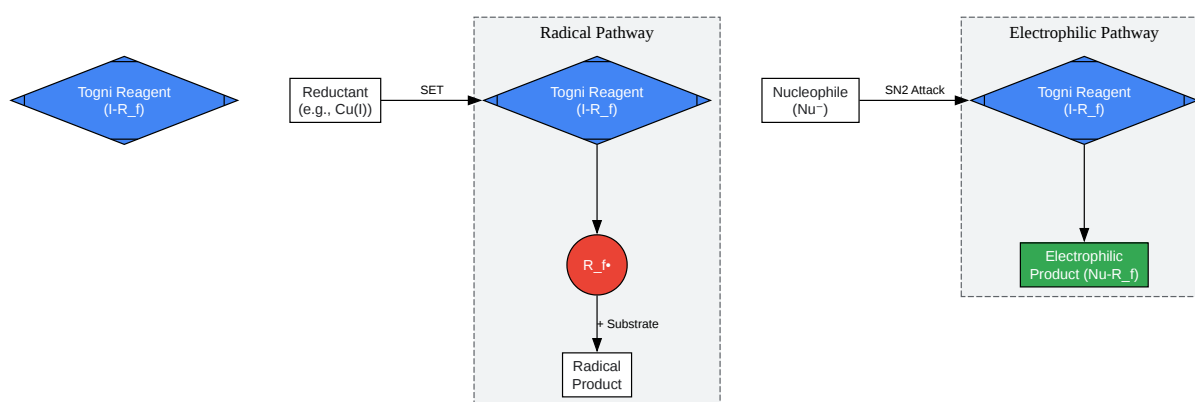 Togni Reagent
(I-R_f)
Reductant
(e.g., Cu(I))
SET
Radical Pathway
Togni Reagent
(I-R_f)
R_f•
+ Substrate
Radical
Product
Nucleophile
(Nu⁻)
SN2 Attack
Electrophilic Pathway
Togni Reagent
(I-R_f)
Electrophilic
Product (Nu-R_f)